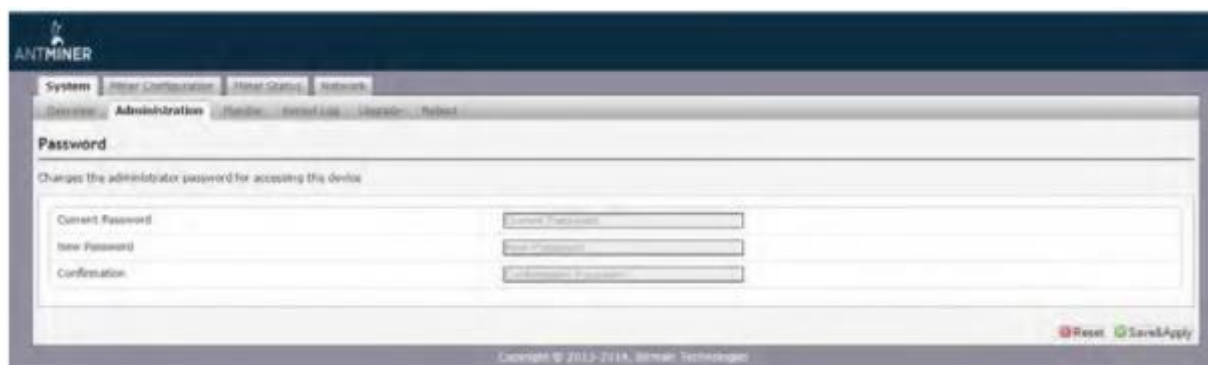 ANTMINER
System Miner Configuration Miner Status Network
Overview Administration Monitor Kernel Log Upgrade Reboot
Password
Changes the administrator password for accessing this device
Current Password Current Password
New Password New Password
Confirmation Confirmation Password
Reset Save&Apply
Copyright © 2013-2014, Bitmain Technologies